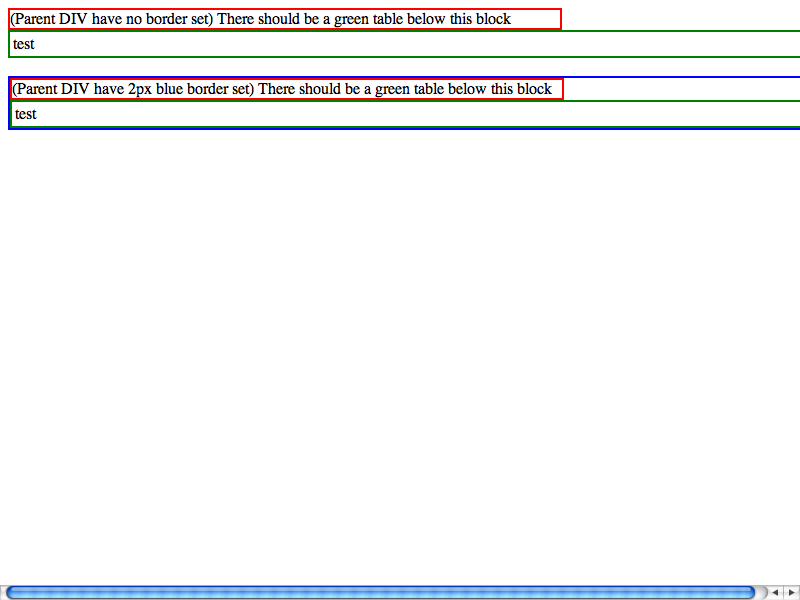 (Parent DIV have no border set) There should be a green table below this block
test
(Parent DIV have 2px blue border set) There should be a green table below this block
test